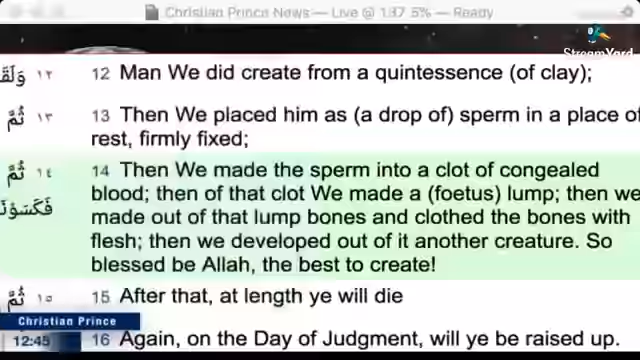 Christian Prince News — Live @ 137.5% — Ready
StreamYard
١٢ وَلَقَ
12 Man We did create from a quintessence (of clay);
١٣ ثُمَّ
13 Then We placed him as (a drop of) sperm in a place of
rest, firmly fixed;
١٤ ثُمَّ
14 Then We made the sperm into a clot of congealed
فَكَسَوْنَا
blood; then of that clot We made a (foetus) lump; then we
made out of that lump bones and clothed the bones with
flesh; then we developed out of it another creature. So
blessed be Allah, the best to create!
١٥ ثُمَّ
15 After that, at length ye will die
Christian Prince
12:45
16 Again, on the Day of Judgment, will ye be raised up.